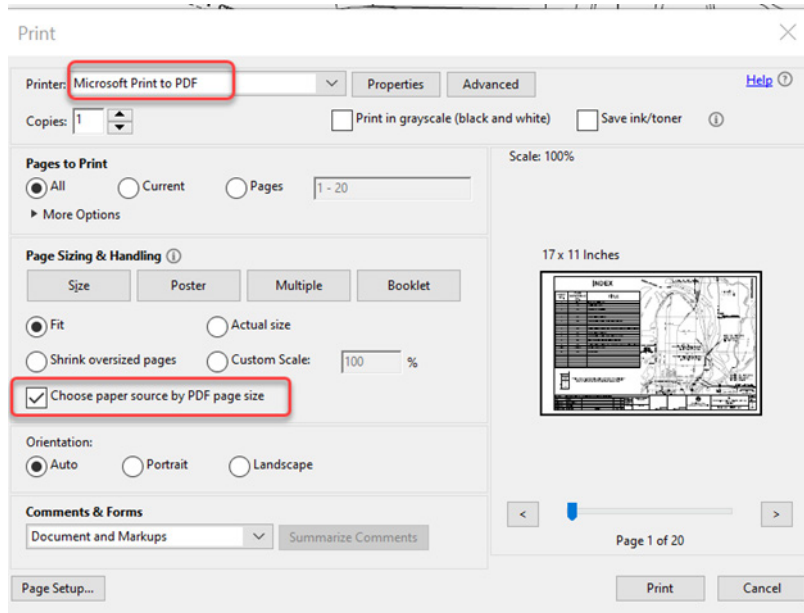 Print
Printer: Microsoft Print to PDF Properties Advanced Help
Copies: 1 Print in grayscale (black and white) Save ink/toner
Pages to Print
All Current Pages 1 - 20
More Options
Page Sizing & Handling
Size Poster Multiple Booklet
Fit Actual size
Shrink oversized pages Custom Scale: 100 %
Choose paper source by PDF page size
Orientation:
Auto Portrait Landscape
Comments & Forms
Document and Markups Summarize Comments
Page Setup...
Scale: 100%
17 x 11 Inches
INDEX
TITLE
< >
Page 1 of 20
Print Cancel